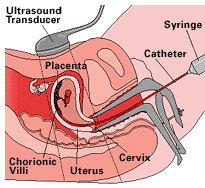 Ultrasound
Transducer
Syringe
Placenta
Catheter
Chorionic
Villi
Uterus
Cervix